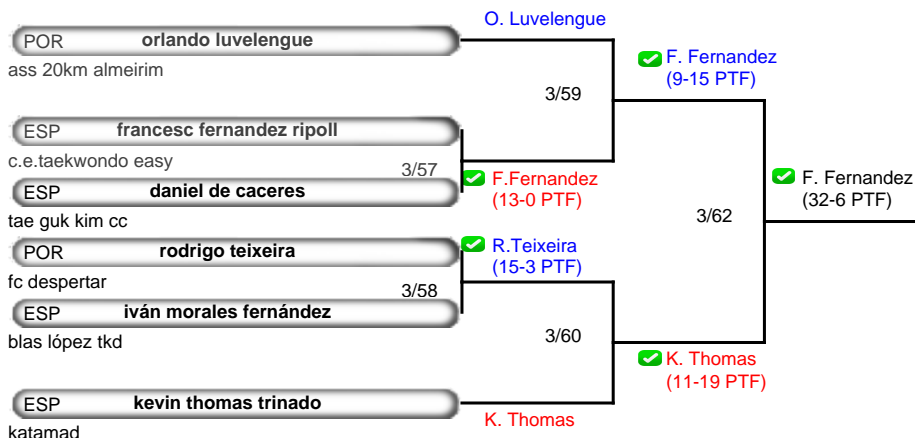 O. Luvelengue
POR orlando luvelengue
ass 20km almeirim
F. Fernandez
(9-15 PTF)
3/59
ESP francesc fernandez ripoll
c.e.taekwondo easy
3/57
F.Fernandez
(13-0 PTF)
ESP daniel de caceres
tae guk kim cc
F. Fernandez
(32-6 PTF)
3/62
POR rodrigo teixeira
R.Teixeira
(15-3 PTF)
fc despertar
3/58
ESP iván morales fernández
blas lópez tkd
3/60
K. Thomas
(11-19 PTF)
ESP kevin thomas trinado
K. Thomas
katamad